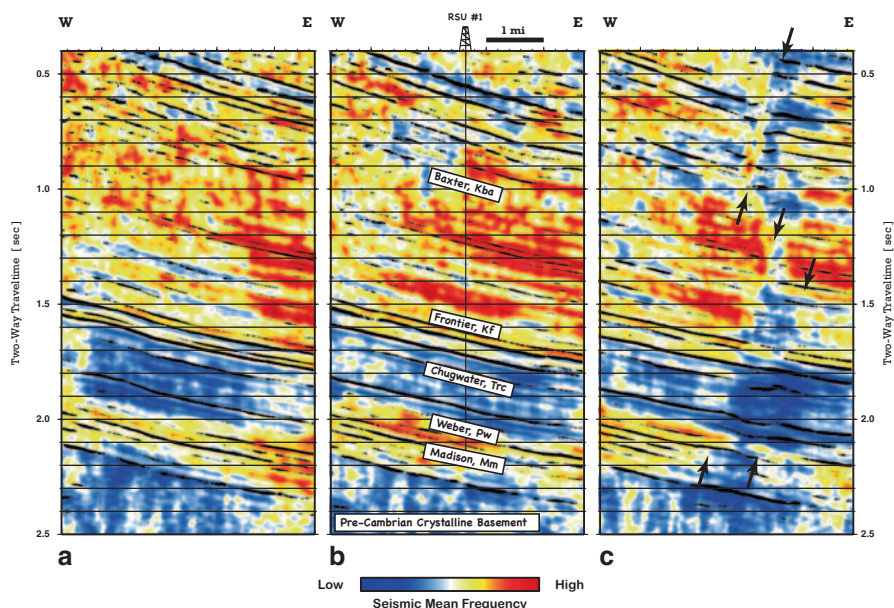 W
E
W
RSU #1
1 mi
E
W
E
0.5
1.0
1.5
2.0
2.5
Two-Way Traveltime [ sec ]
Baxter, Kba
Frontier, Kf
Chugwater, Trc
Weber, Pw
Madison, Mm
Pre-Cambrian Crystalline Basement
0.5
1.0
1.5
2.0
2.5
Two-Way Traveltime [ sec ]
a
b
c
Low
High
Seismic Mean Frequency